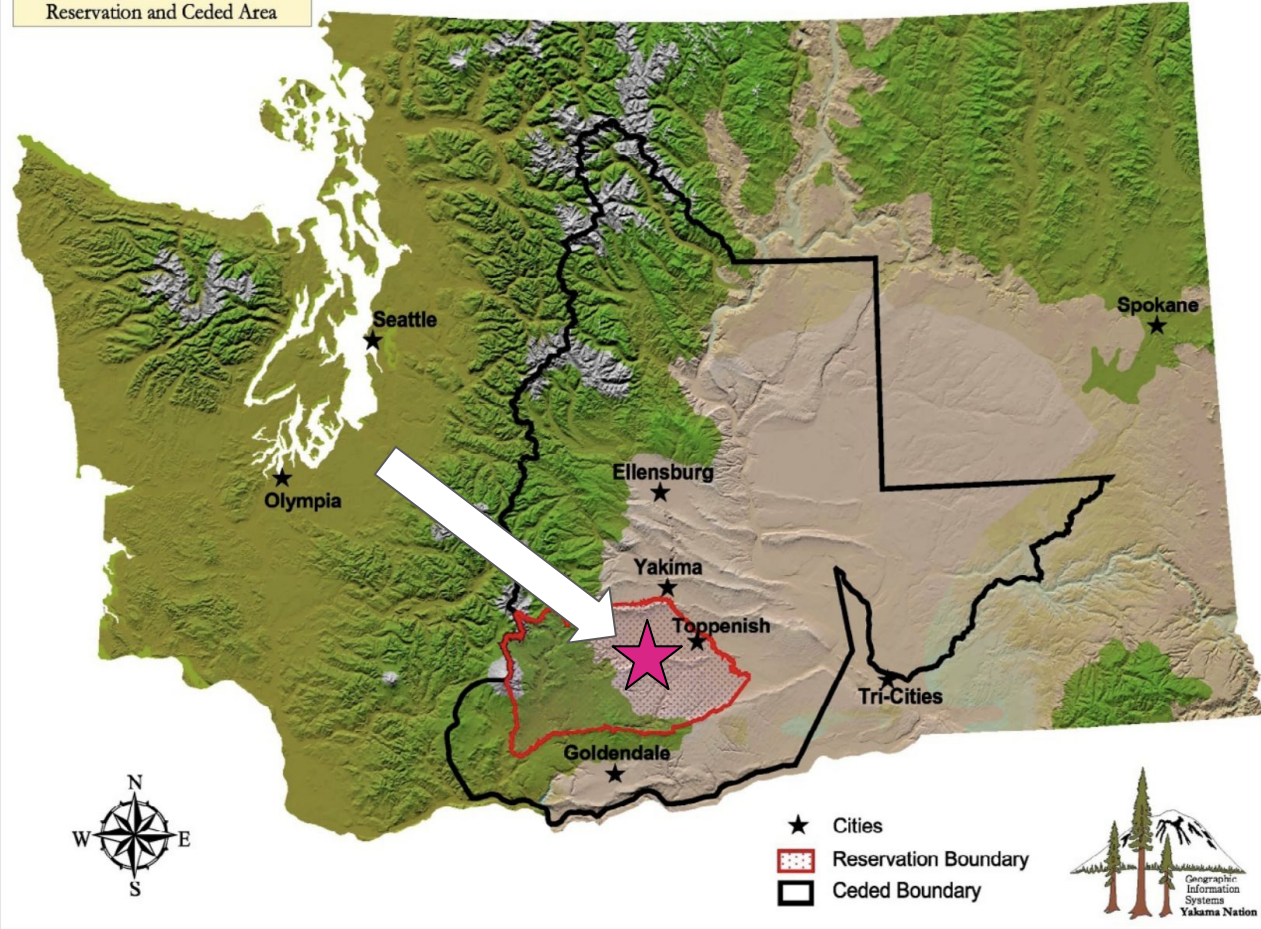 Reservation and Ceded Area
Spokane
Seattle
Ellensburg
Olympia
Yakima
Toppenish
Tri-Cities
Goldendale
N
W E
S
Cities
Reservation Boundary
Ceded Boundary
Geographic
Information
Systems
Yakama Nation